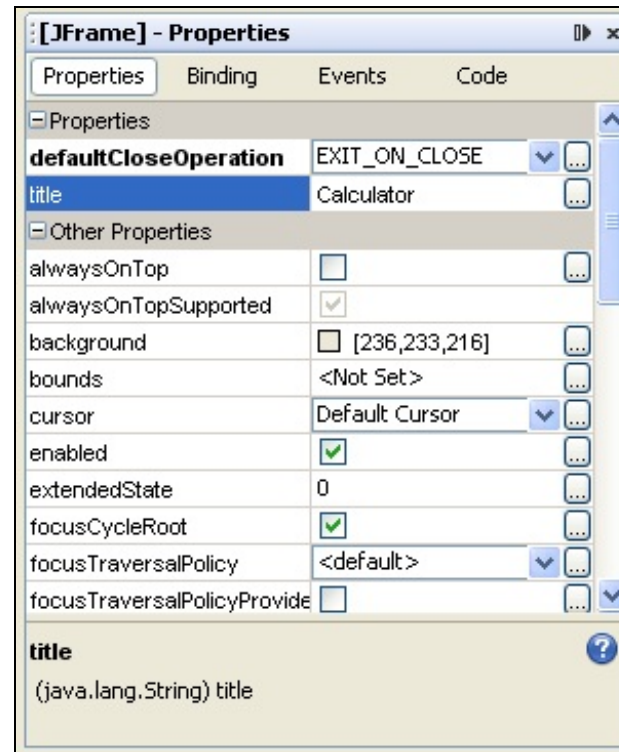 [JFrame] - Properties
Properties Binding Events Code
Properties
defaultCloseOperation EXIT_ON_CLOSE ...
title Calculator ...
Other Properties
alwaysOnTop ...
alwaysOnTopSupported
background [236,233,216] ...
bounds <Not Set> ...
cursor Default Cursor ...
enabled ...
extendedState 0 ...
focusCycleRoot ...
focusTraversalPolicy <default> ...
focusTraversalPolicyProvide ...
title ?
(java.lang.String) title